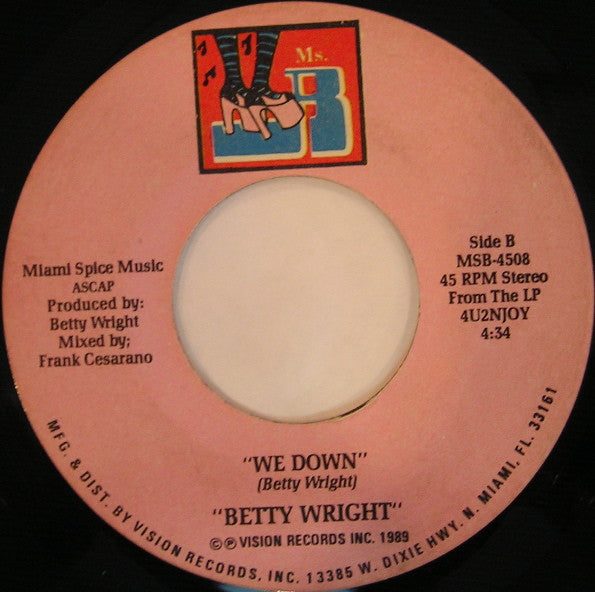 Ms.
B
Miami Spice Music
ASCAP
Produced by:
Betty Wright
Mixed by;
Frank Cesarano
Side B
MSB-4508
45 RPM Stereo
From The LP
4U2NJOY
4:34
"WE DOWN"
(Betty Wright)
"BETTY WRIGHT"
©℗ VISION RECORDS INC. 1989
MFG. & DIST. BY VISION RECORDS, INC. 13385 W. DIXIE HWY. N. MIAMI, FL. 33161